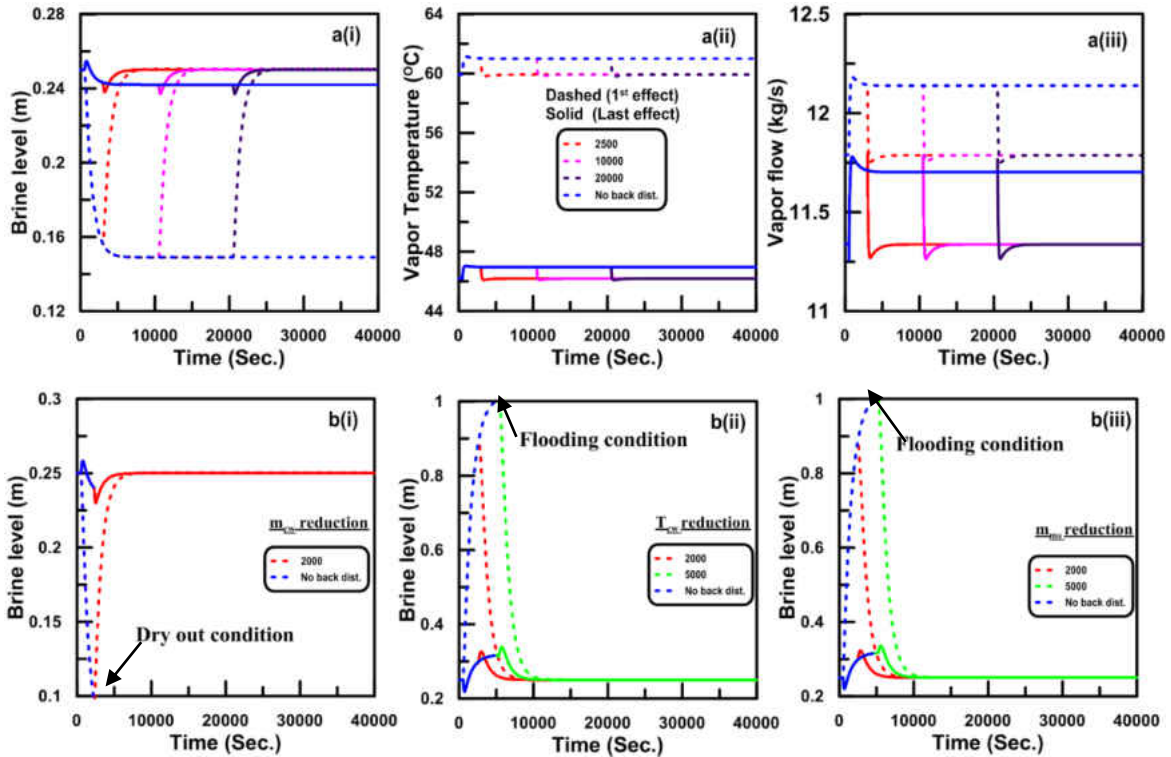 0.28
0.24
0.2
0.16
0.12
Brine level (m)
a(i)
0 10000 20000 30000 40000
Time (Sec.)
64
60
56
52
48
44
Vapor Temperature (OC)
a(ii)
Dashed (1st effect)
Solid (Last effect)
2500
10000
20000
No back dist.
0 10000 20000 30000 40000
Time (Sec.)
12.5
12
11.5
11
Vapor flow (kg/s)
a(iii)
0 10000 20000 30000 40000
Time (Sec.)
0.3
0.25
0.2
0.15
0.1
Brine level (m)
b(i)
mcw reduction
2000
No back dist.
Dry out condition
0 10000 20000 30000 40000
Time (Sec.)
1
0.8
0.6
0.4
0.2
Brine level (m)
b(ii)
Flooding condition
Tcw reduction
2000
5000
No back dist.
0 10000 20000 30000 40000
Time (Sec.)
1
0.8
0.6
0.4
0.2
Brine level (m)
b(iii)
Flooding condition
reduction
2000
5000
No back dist.
0 10000 20000 30000 40000
Time (Sec.)